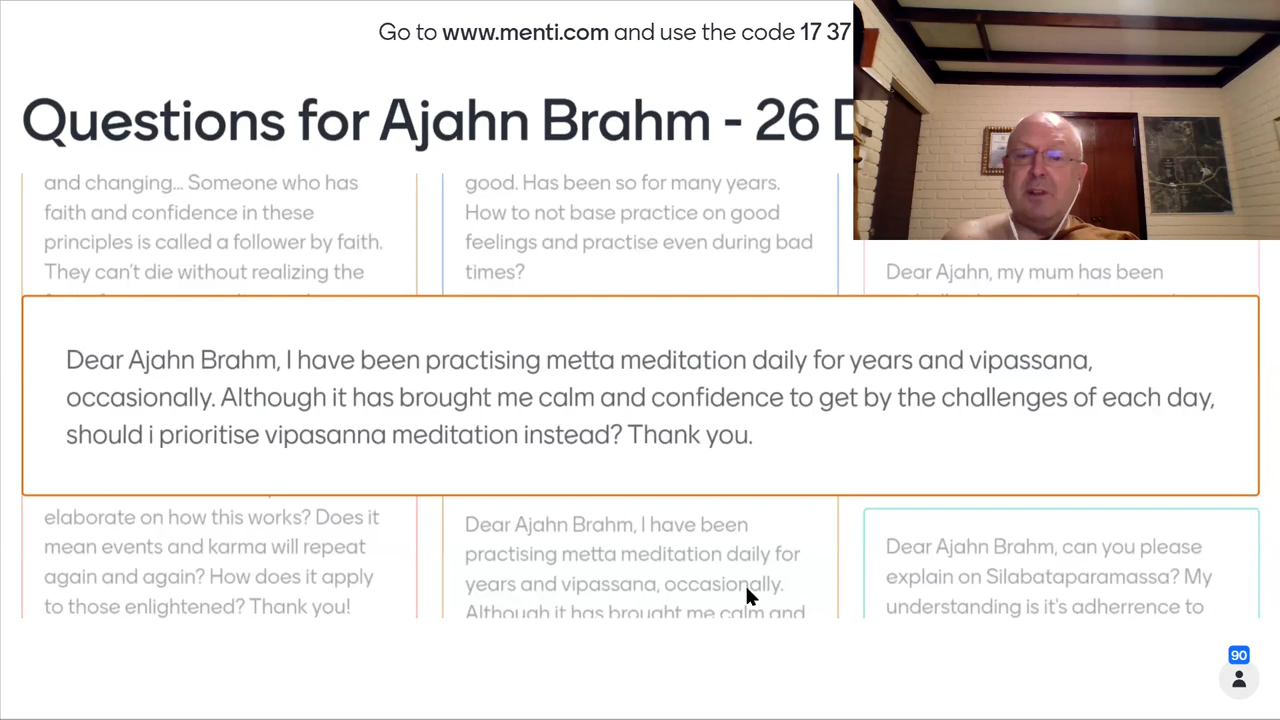 Go to www.menti.com and use the code 17 37
Questions for Ajahn Brahm - 26
and changing... Someone who has
faith and confidence in these
principles is called a follower by faith.
They can't die without realizing the
good. Has been so for many years.
How to not base practice on good
feelings and practise even during bad
times?
Dear Ajahn, my mum has been
Dear Ajahn Brahm, I have been practising metta meditation daily for years and vipassana,
occasionally. Although it has brought me calm and confidence to get by the challenges of each day,
should i prioritise vipasanna meditation instead? Thank you.
elaborate on how this works? Does it
mean events and karma will repeat
again and again? How does it apply
to those enlightened? Thank you!
Dear Ajahn Brahm, I have been
practising metta meditation daily for
years and vipassana, occasionally.
Although it has brought me calm and
Dear Ajahn Brahm, can you please
explain on Silabataparamassa? My
understanding is it's adherrence to
90